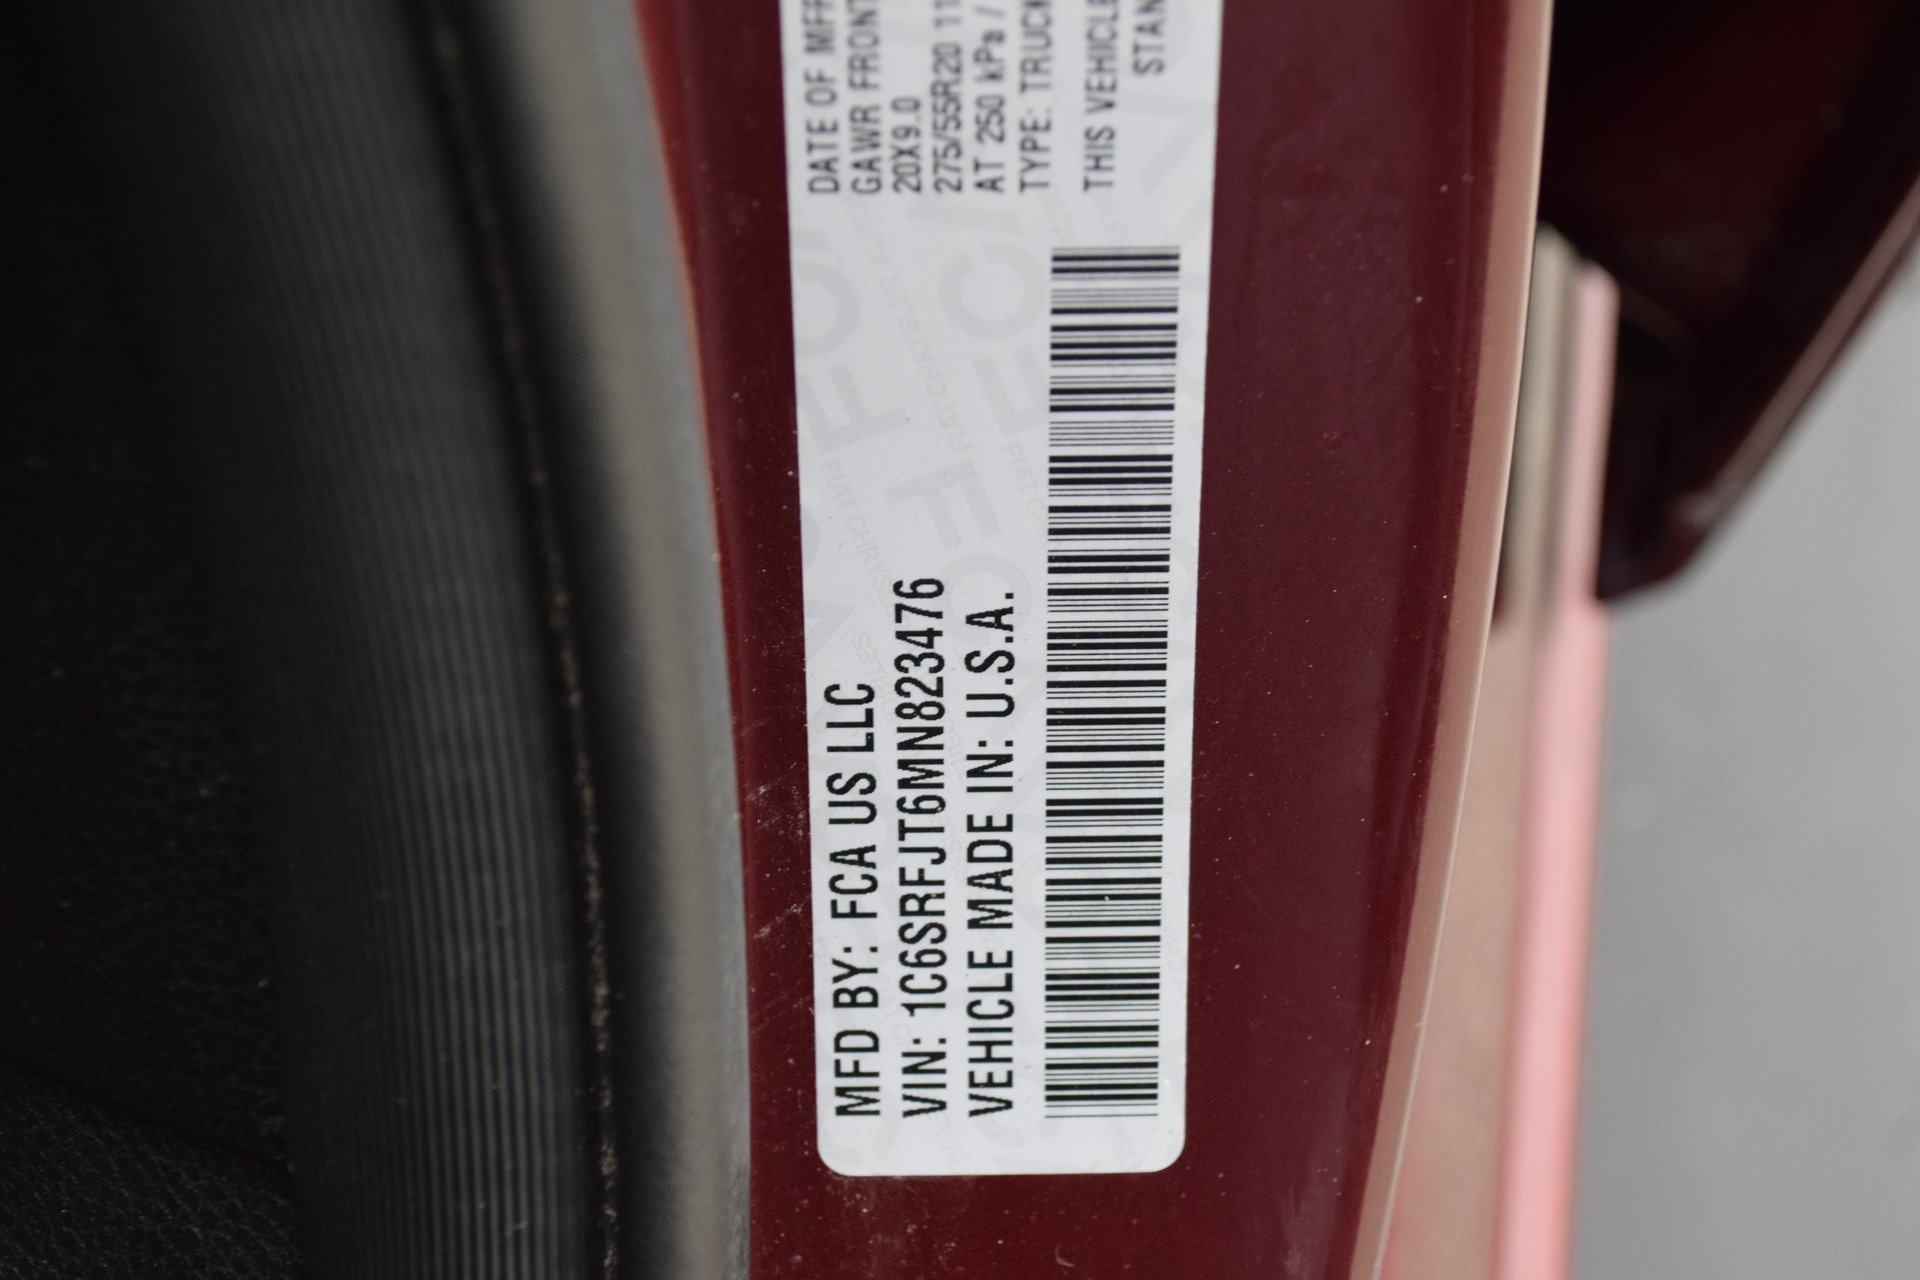 MFD BY: FCA US LLC
VIN: 1C6SRFJT6MN823476
VEHICLE MADE IN: U.S.A.
DATE OF MFR
GAWR FRONT
20X9.0
275/55R20 11
AT 250 kPa /
TYPE: TRUCK
THIS VEHICLE
STAN